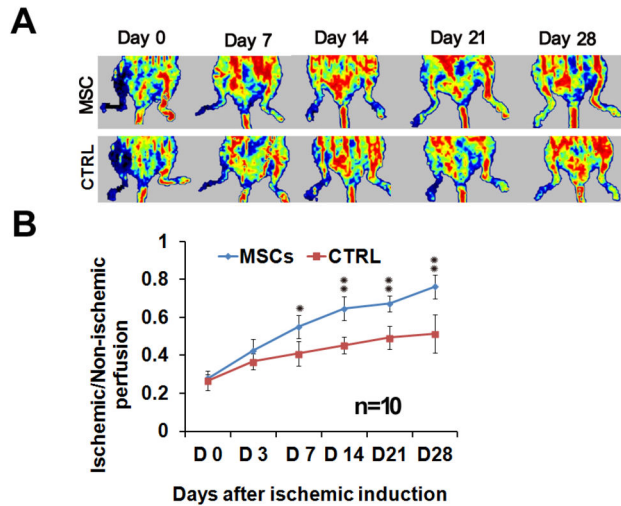 A
Day 0 Day 7 Day 14 Day 21 Day 28
MSC
CTRL
B
Ischemic/Non-ischemic
perfusion
1
0.8
0.6
0.4
0.2
0
MSCs CTRL
n=10
D 0 D 3 D 7 D 14 D21 D28
Days after ischemic induction